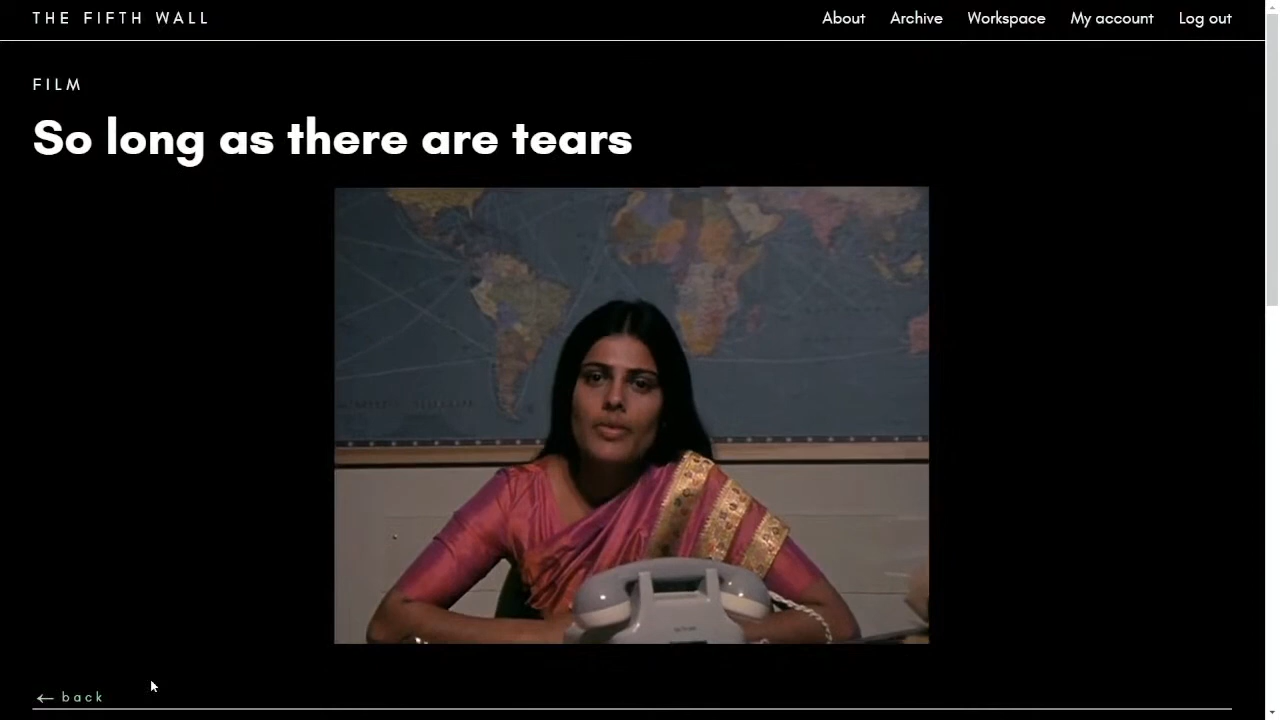 THE FIFTH WALL
About Archive Workspace My account Log out
FILM
So long as there are tears
← back